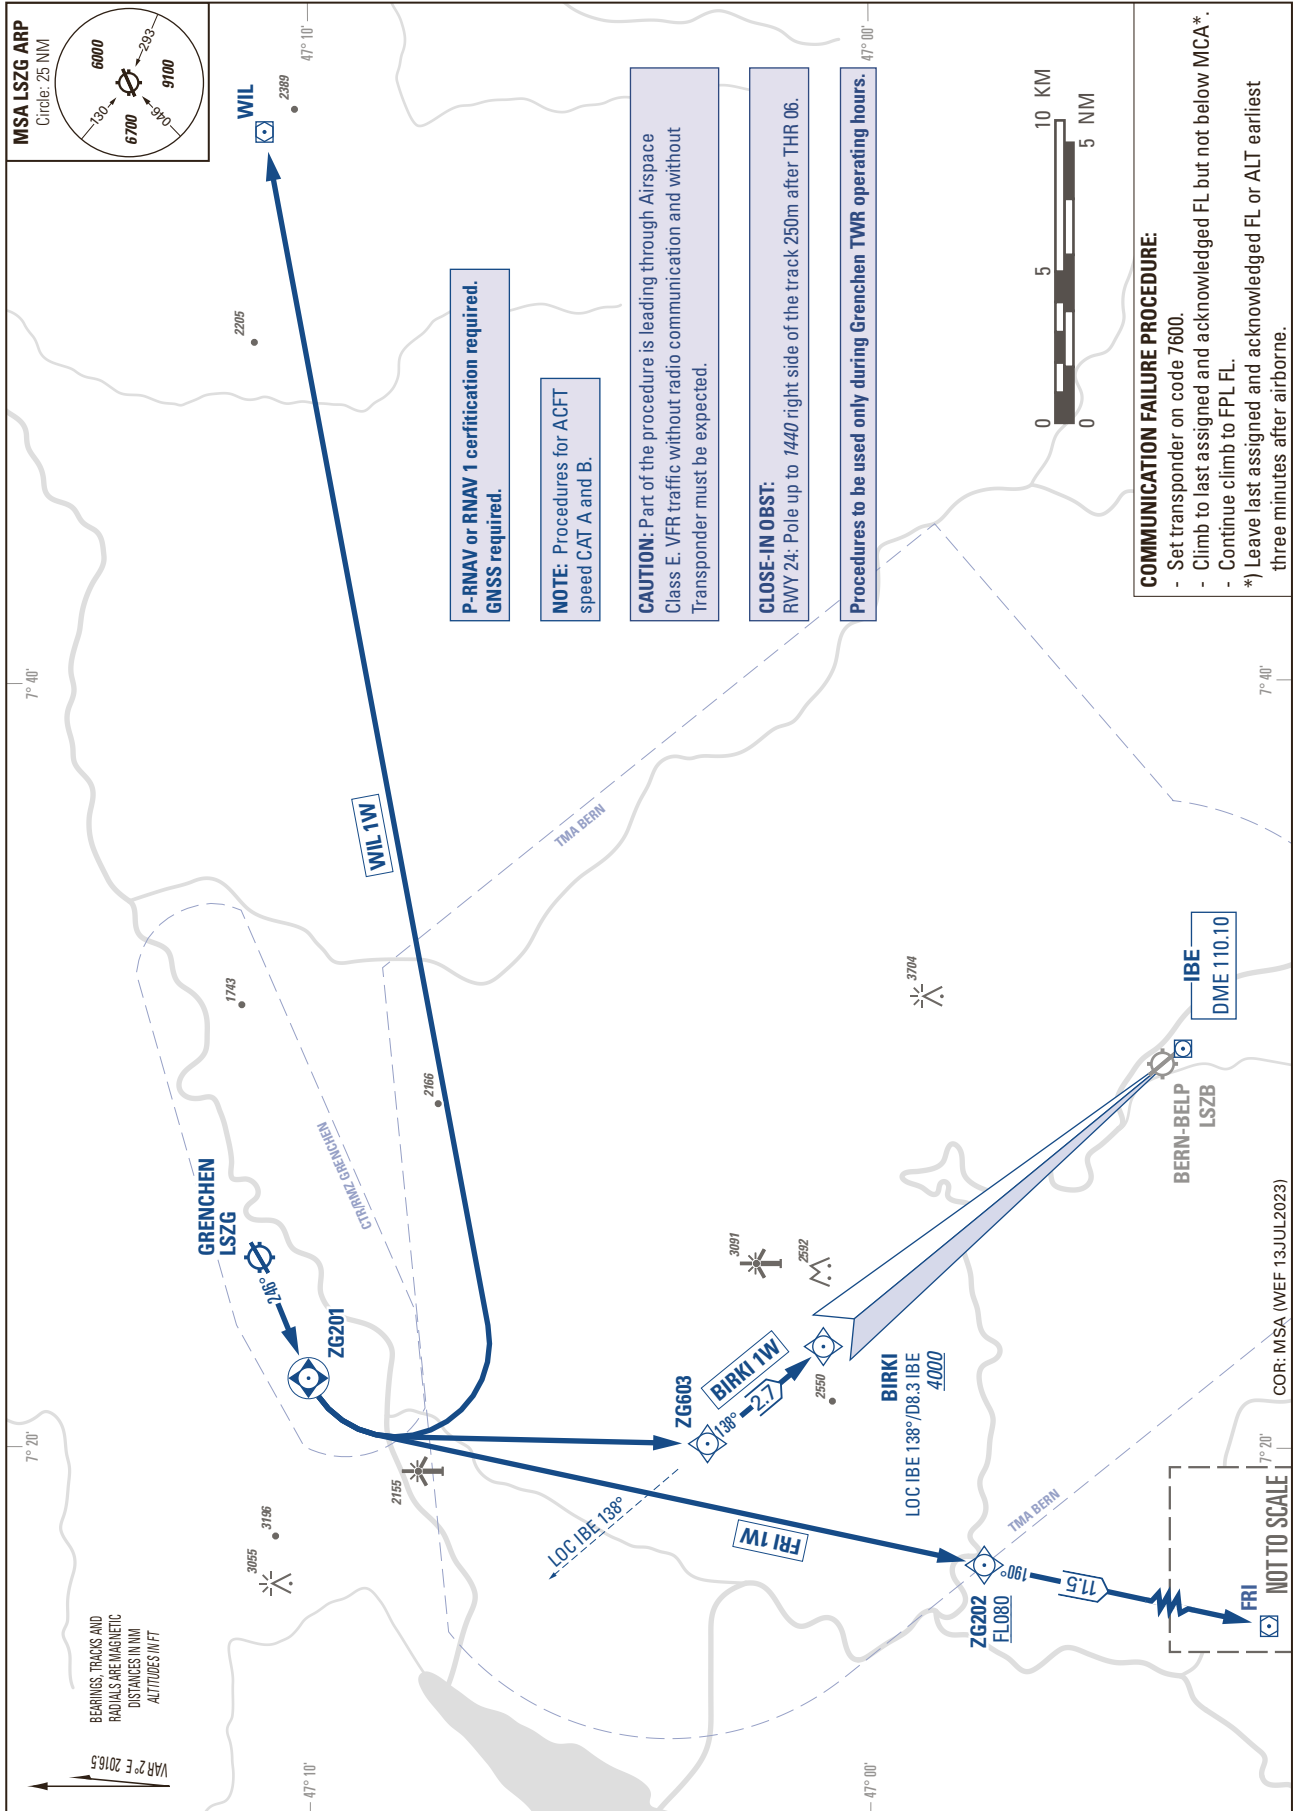 BEARINGS, TRACKS AND
RADIALS ARE MAGNETIC
DISTANCES IN NM
ALTITUDES IN FT
VAR 2° E 2016.5
7° 20'
7° 40'
MSA LSZG ARP
Circle: 25 NM
130
293
046
6000
6700
9100
47° 10'
47° 10'
3055
3196
2155
GRENCHEN
LSZG
246°
ZG201
1743
CTR/RMZ GRENCHEN
2166
WIL 1W
2205
2389
WIL
P-RNAV or RNAV 1 cerfitication required.
GNSS required.
NOTE: Procedures for ACFT
speed CAT A and B.
CAUTION: Part of the procedure is leading through Airspace
Class E. VFR traffic without radio communication and without
Transponder must be expected.
CLOSE-IN OBST:
RWY 24: Pole up to 1440 right side of the track 250m after THR 06.
Procedures to be used only during Grenchen TWR operating hours.
TMA BERN
LOC IBE 138°
ZG603
138°
2.7
BIRKI 1W
FRI 1W
3091
2592
2550
BIRKI
LOC IBE 138°/D8.3 IBE
4000
3704
47° 00'
47° 00'
ZG202
FL080
190°
11.5
TMA BERN
FRI
NOT TO SCALE
BERN-BELP
LSZB
IBE
DME 110.10
0 5 10 KM
0 5 NM
COMMUNICATION FAILURE PROCEDURE:
- Set transponder on code 7600.
- Climb to last assigned and acknowledged FL but not below MCA*.
- Continue climb to FPL FL.
*) Leave last assigned and acknowledged FL or ALT earliest
three minutes after airborne.
7° 20'
7° 40'
COR: MSA (WEF 13JUL2023)